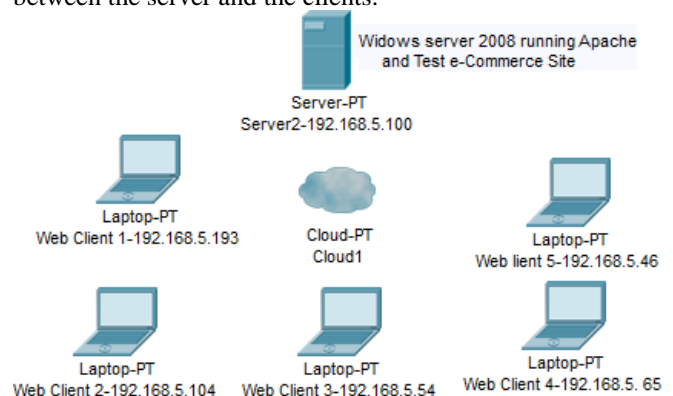 between the server and the clients.
Widows server 2008 running Apache
and Test e-Commerce Site
Server-PT
Server2-192.168.5.100
Laptop-PT
Web Client 1-192.168.5.193
Cloud-PT
Cloud1
Laptop-PT
Web lient 5-192.168.5.46
Laptop-PT
Web Client 2-192.168.5.104
Laptop-PT
Web Client 3-192.168.5.54
Laptop-PT
Web Client 4-192.168.5. 65